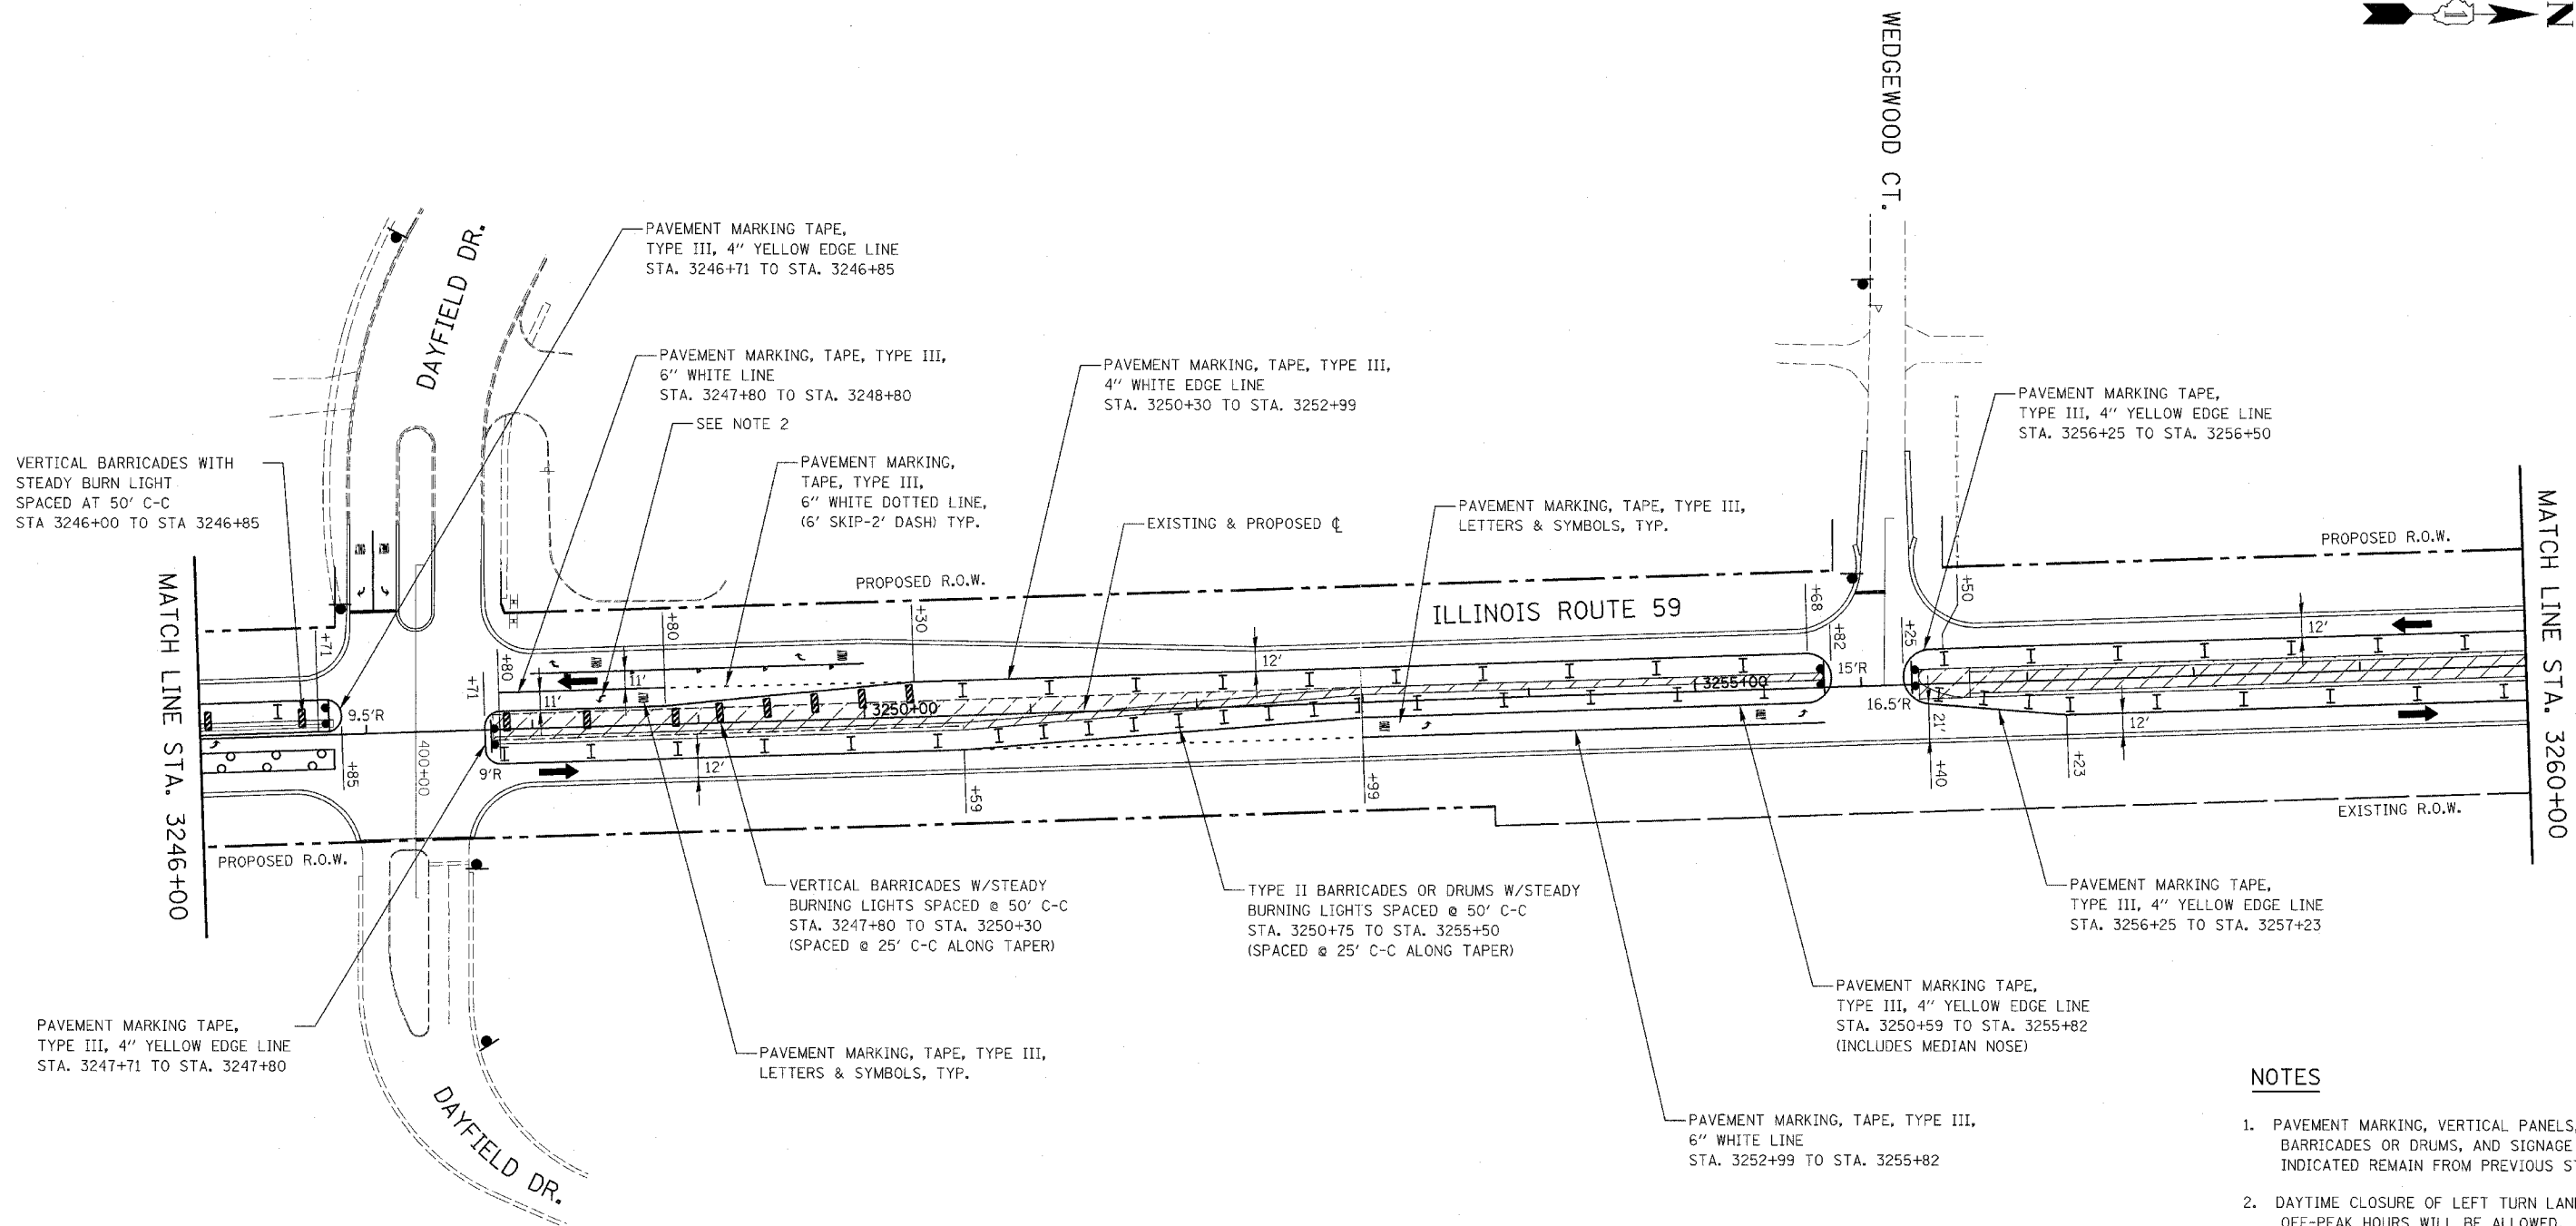 N
WEDGEWOOD CT.
DAYFIELD DR.
PAVEMENT MARKING TAPE,
TYPE III, 4" YELLOW EDGE LINE
STA. 3246+71 TO STA. 3246+85
PAVEMENT MARKING, TAPE, TYPE III,
6" WHITE LINE
STA. 3247+80 TO STA. 3248+80
SEE NOTE 2
PAVEMENT MARKING, TAPE, TYPE III,
4" WHITE EDGE LINE
STA. 3250+30 TO STA. 3252+99
PAVEMENT MARKING TAPE,
TYPE III, 4" YELLOW EDGE LINE
STA. 3256+25 TO STA. 3256+50
VERTICAL BARRICADES WITH
STEADY BURN LIGHT
SPACED AT 50' C-C
STA 3246+00 TO STA 3246+85
PAVEMENT MARKING,
TAPE, TYPE III,
6" WHITE DOTTED LINE,
(6' SKIP-2' DASH) TYP.
EXISTING & PROPOSED ℄
PAVEMENT MARKING, TAPE, TYPE III,
LETTERS & SYMBOLS, TYP.
MATCH LINE STA. 3246+00
MATCH LINE STA. 3260+00
PROPOSED R.O.W.
PROPOSED R.O.W.
ILLINOIS ROUTE 59
+71
+80
+30
+68
+82
+25
+50
12'
12'
11'
11'
+80
+71
9.5'R
+85
400+00
9'R
12'
3250+00
+59
+99
3255+00
15'R
16.5'R
21'
+40
+23
12'
PROPOSED R.O.W.
EXISTING R.O.W.
VERTICAL BARRICADES W/STEADY
BURNING LIGHTS SPACED @ 50' C-C
STA. 3247+80 TO STA. 3250+30
(SPACED @ 25' C-C ALONG TAPER)
TYPE II BARRICADES OR DRUMS W/STEADY
BURNING LIGHTS SPACED @ 50' C-C
STA. 3250+75 TO STA. 3255+50
(SPACED @ 25' C-C ALONG TAPER)
PAVEMENT MARKING TAPE,
TYPE III, 4" YELLOW EDGE LINE
STA. 3256+25 TO STA. 3257+23
PAVEMENT MARKING TAPE,
TYPE III, 4" YELLOW EDGE LINE
STA. 3250+59 TO STA. 3255+82
(INCLUDES MEDIAN NOSE)
PAVEMENT MARKING TAPE,
TYPE III, 4" YELLOW EDGE LINE
STA. 3247+71 TO STA. 3247+80
PAVEMENT MARKING, TAPE, TYPE III,
LETTERS & SYMBOLS, TYP.
DAYFIELD DR.
PAVEMENT MARKING, TAPE, TYPE III,
6" WHITE LINE
STA. 3252+99 TO STA. 3255+82
NOTES
1. PAVEMENT MARKING, VERTICAL PANELS,
BARRICADES OR DRUMS, AND SIGNAGE
INDICATED REMAIN FROM PREVIOUS
2. DAYTIME CLOSURE OF LEFT TURN
OFF-PEAK HOURS WILL BE ALLOWED